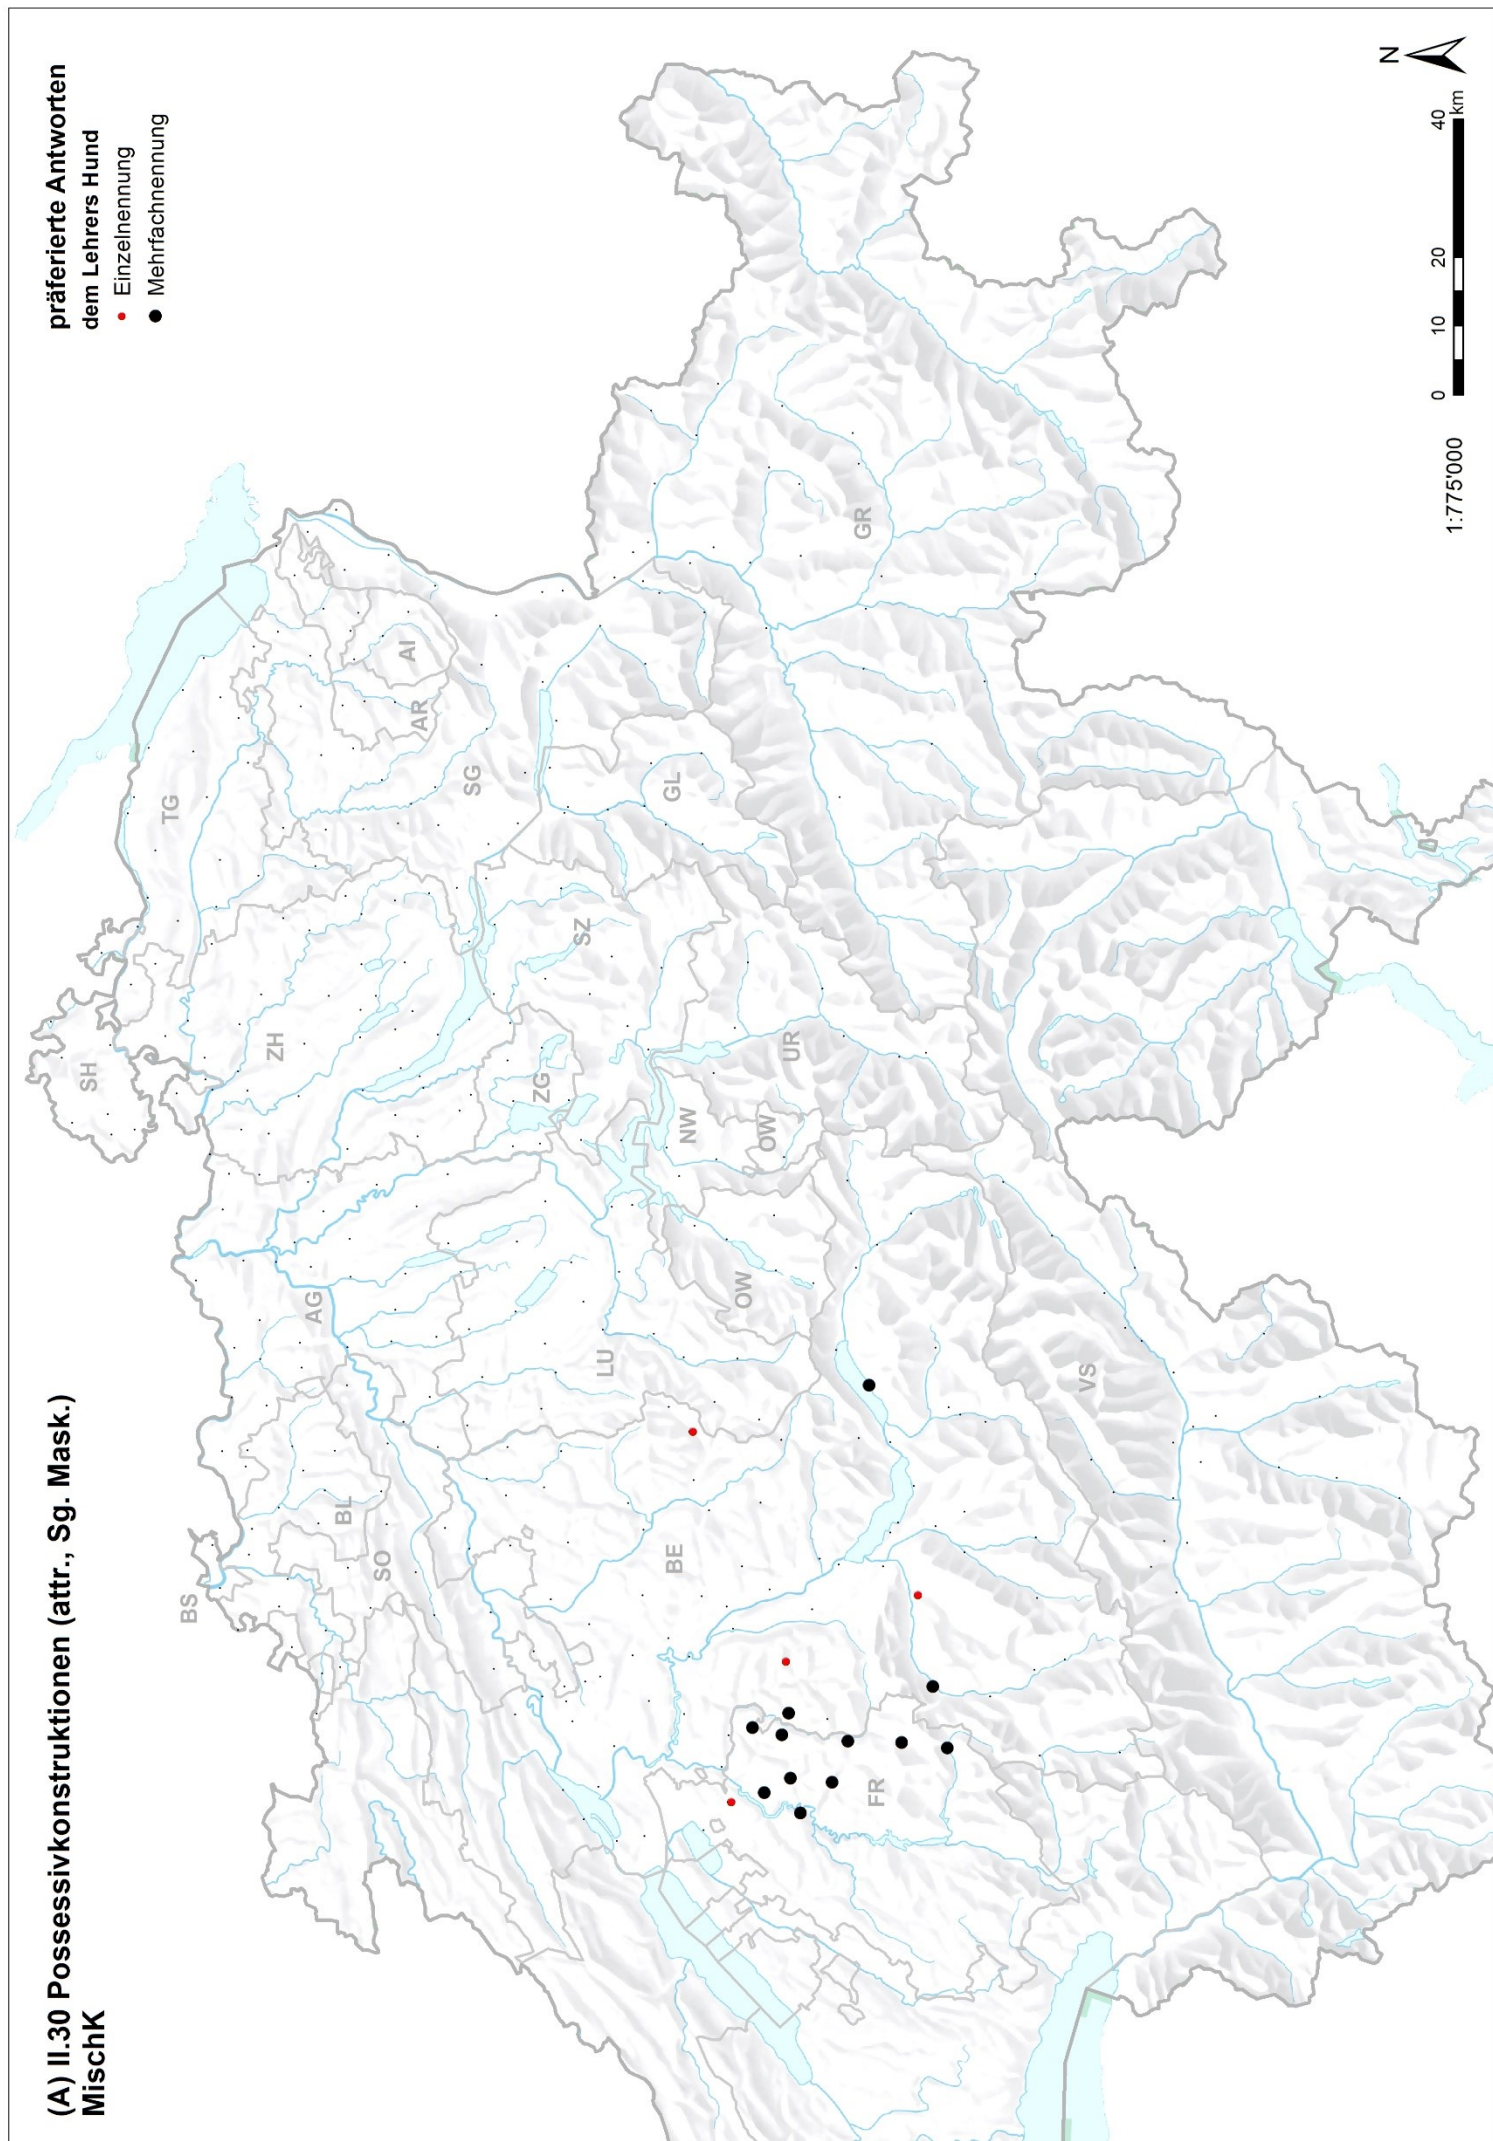 (A) II.30 Possessivkonstruktionen (attr., Sg. Mask.)
MischK
präferierte Antworten
dem Lehrers Hund
Einzelnennung
Mehrfachnennung
BS
SH
TG
BL
AG
ZH
SO
AR
AI
SG
ZG
SZ
LU
BE
NW
GL
OW
OW
UR
FR
GR
VS
N
1:775'000
0 10 20 40
km